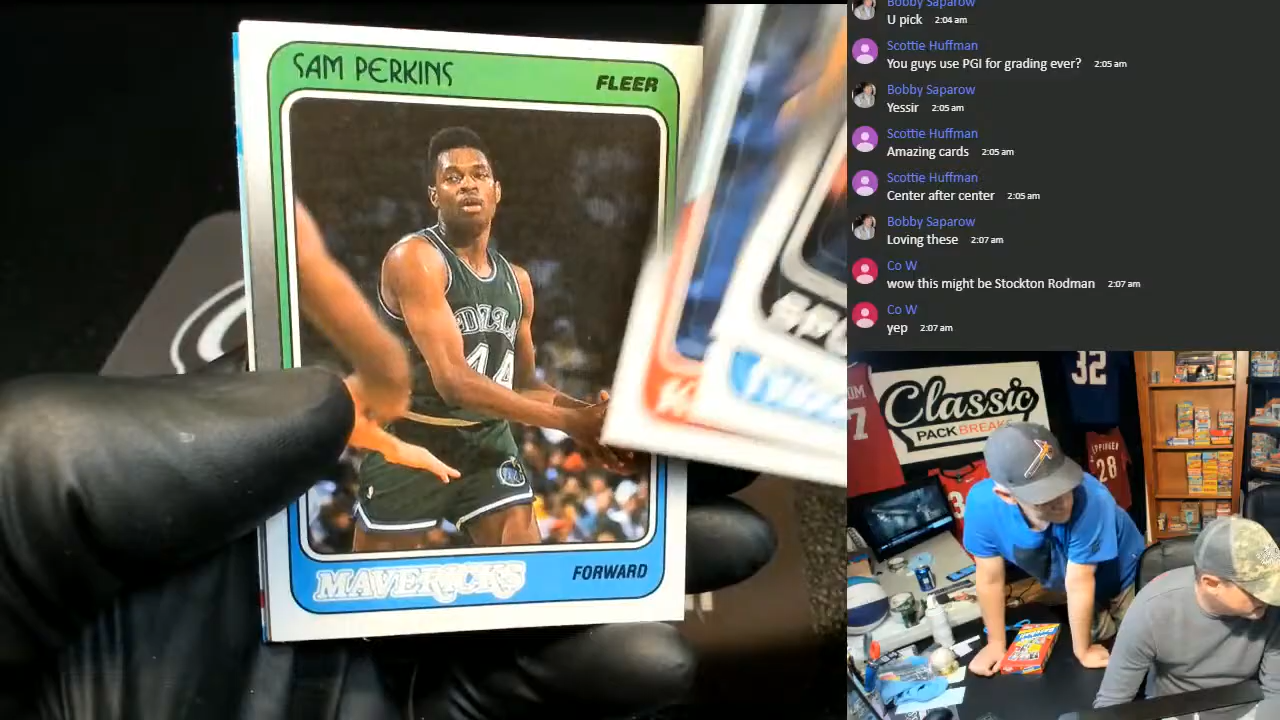 SAM PERKINS
FLEER
44
MAVERICKS
FORWARD
Bobby Saparow
U pick 2:04 am
Scottie Huffman
You guys use PGI for grading ever? 2:05 am
Bobby Saparow
Yessir 2:05 am
Scottie Huffman
Amazing cards 2:05 am
Scottie Huffman
Center after center 2:05 am
Bobby Saparow
Loving these 2:07 am
Co W
wow this might be Stockton Rodman 2:07 am
Co W
yep 2:07 am
Classic
PACK BREAKS
32
7
28